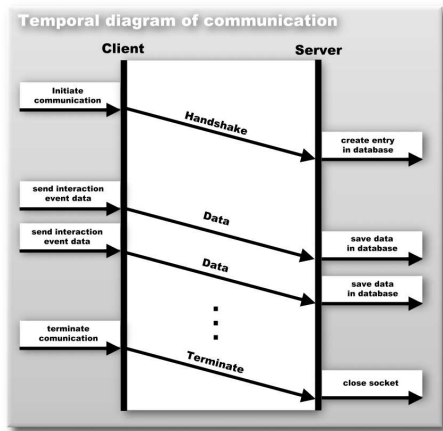 Temporal diagram of communication
Client
Server
Initiate
communication
Handshake
create entry
in database
send interaction
event data
Data
save data
in database
send interaction
event data
Data
save data
in database
terminate
comunication
Terminate
close socket